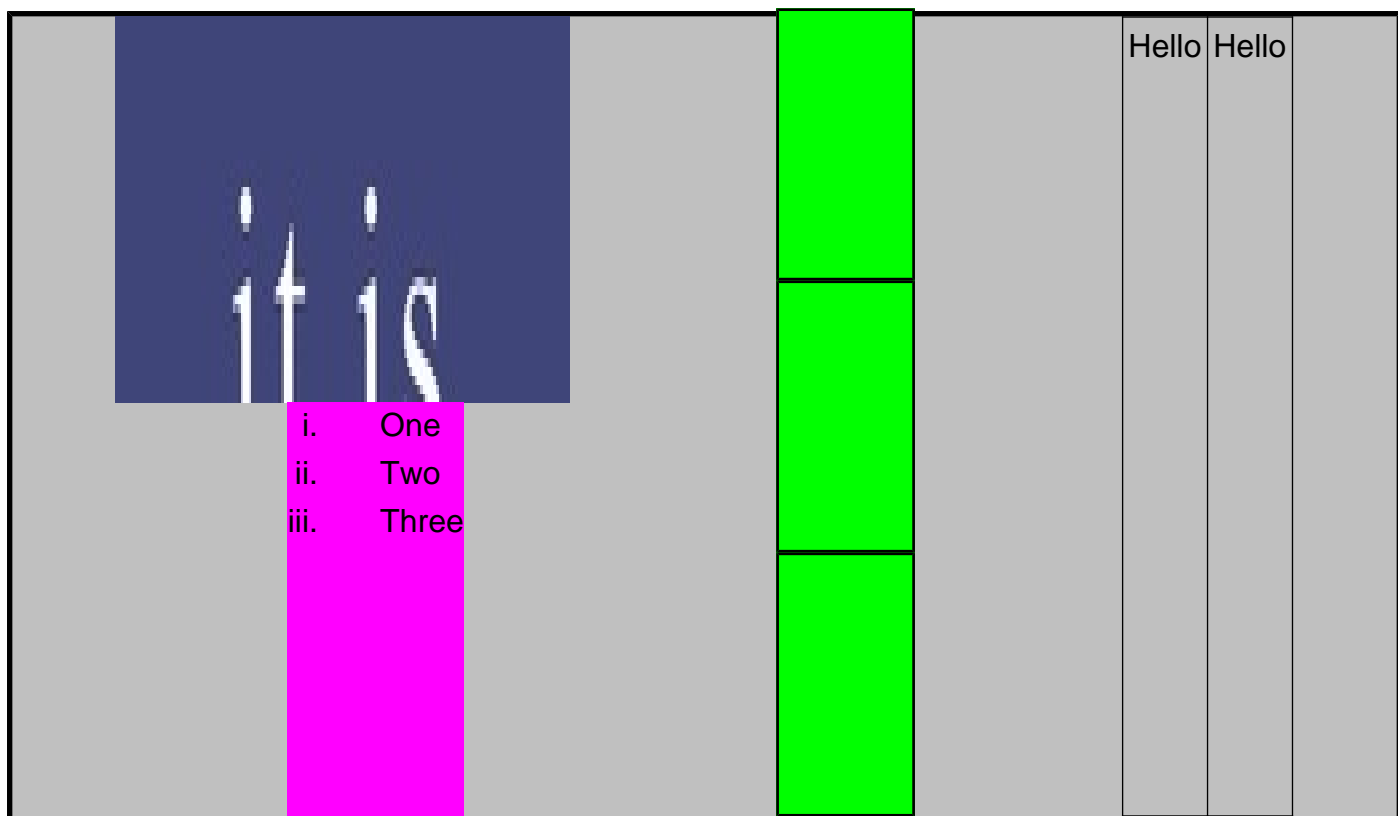 it is
i. One
ii. Two
iii. Three
Hello Hello